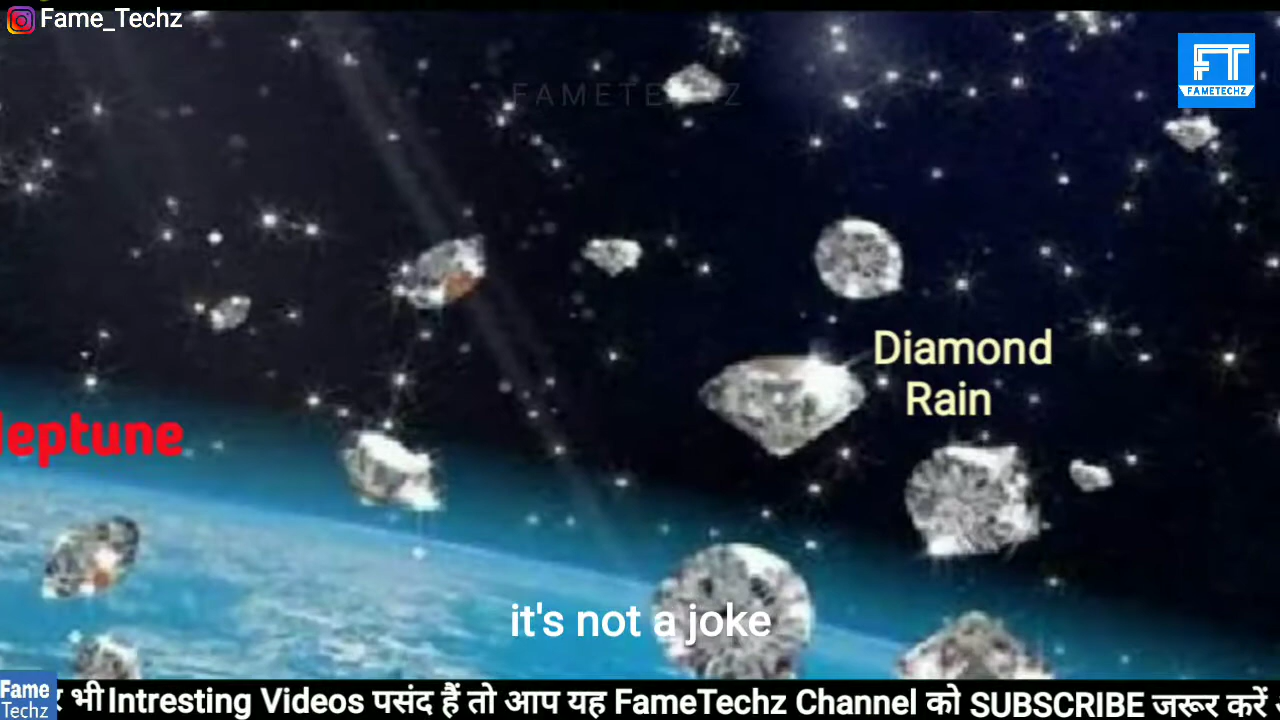 Fame_Techz
FT
FAMETECHZ
FAMETECHZ
Diamond
Rain
it's not a joke
Fame
Techz
भी Intresting Videos पसंद हैं तो आप यह FameTechz Channel को SUBSCRIBE जरूर करें